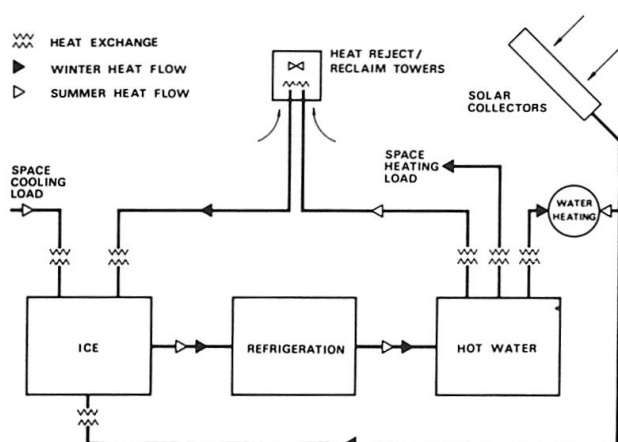 HEAT EXCHANGE
WINTER HEAT FLOW
SUMMER HEAT FLOW
HEAT REJECT/
RECLAIM TOWERS
SOLAR
COLLECTORS
SPACE
COOLING
LOAD
SPACE
HEATING
LOAD
WATER
HEATING
ICE
REFRIGERATION
HOT WATER